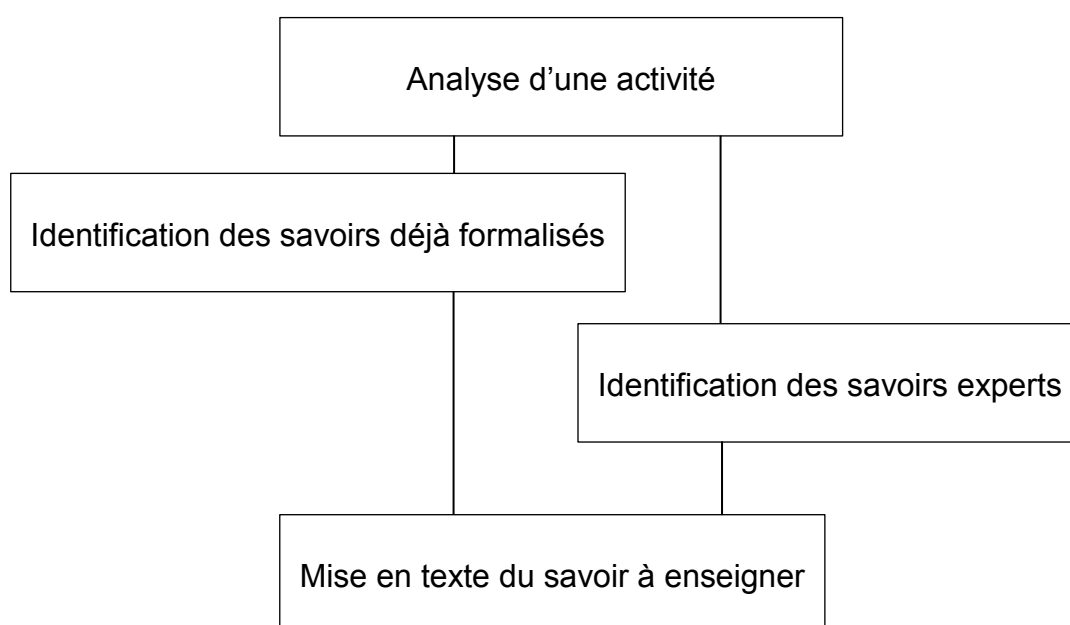 Analyse d’une activité
Identification des savoirs déjà formalisés
Identification des savoirs experts
Mise en texte du savoir à enseigner